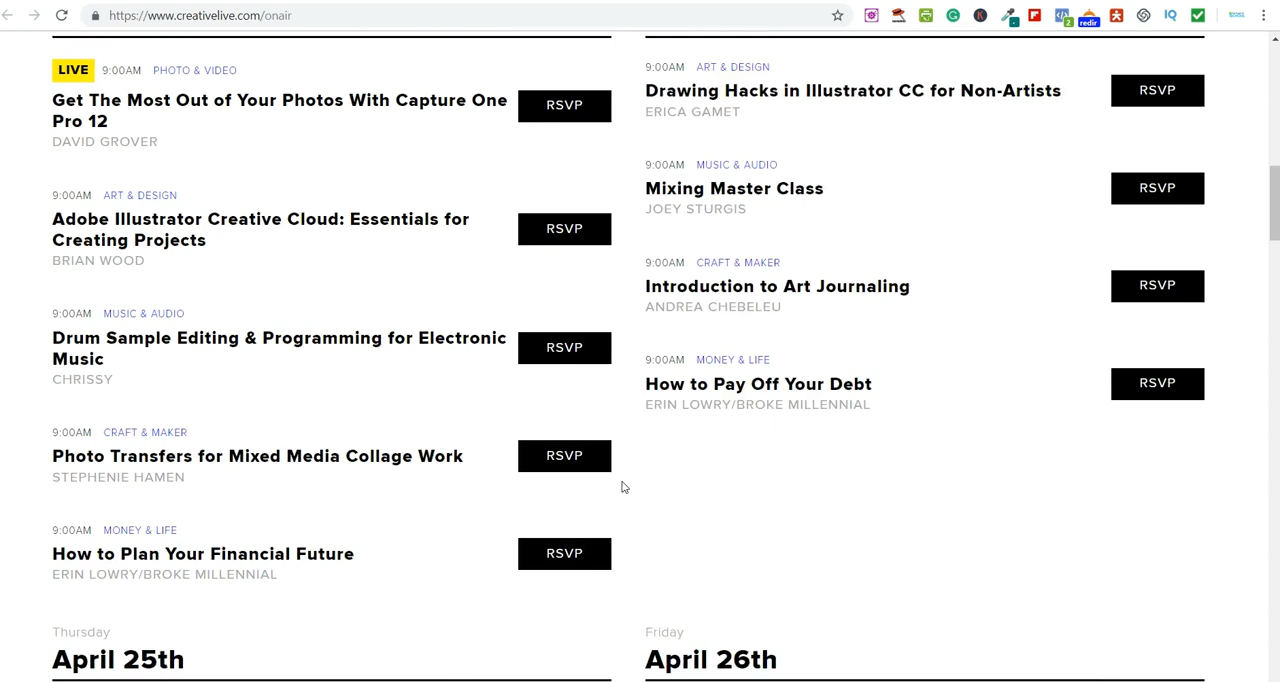 https://www.creativelive.com/onair
2
redir
LIVE 9:00AM PHOTO & VIDEO
Get The Most Out of Your Photos With Capture One
Pro 12
DAVID GROVER
RSVP
9:00AM ART & DESIGN
Adobe Illustrator Creative Cloud: Essentials for
Creating Projects
BRIAN WOOD
RSVP
9:00AM MUSIC & AUDIO
Drum Sample Editing & Programming for Electronic
Music
CHRISSY
RSVP
9:00AM CRAFT & MAKER
Photo Transfers for Mixed Media Collage Work
STEPHENIE HAMEN
RSVP
9:00AM MONEY & LIFE
How to Plan Your Financial Future
ERIN LOWRY/BROKE MILLENNIAL
RSVP
9:00AM ART & DESIGN
Drawing Hacks in Illustrator CC for Non-Artists
ERICA GAMET
RSVP
9:00AM MUSIC & AUDIO
Mixing Master Class
JOEY STURGIS
RSVP
9:00AM CRAFT & MAKER
Introduction to Art Journaling
ANDREA CHEBELEU
RSVP
9:00AM MONEY & LIFE
How to Pay Off Your Debt
ERIN LOWRY/BROKE MILLENNIAL
RSVP
Thursday
April 25th
Friday
April 26th